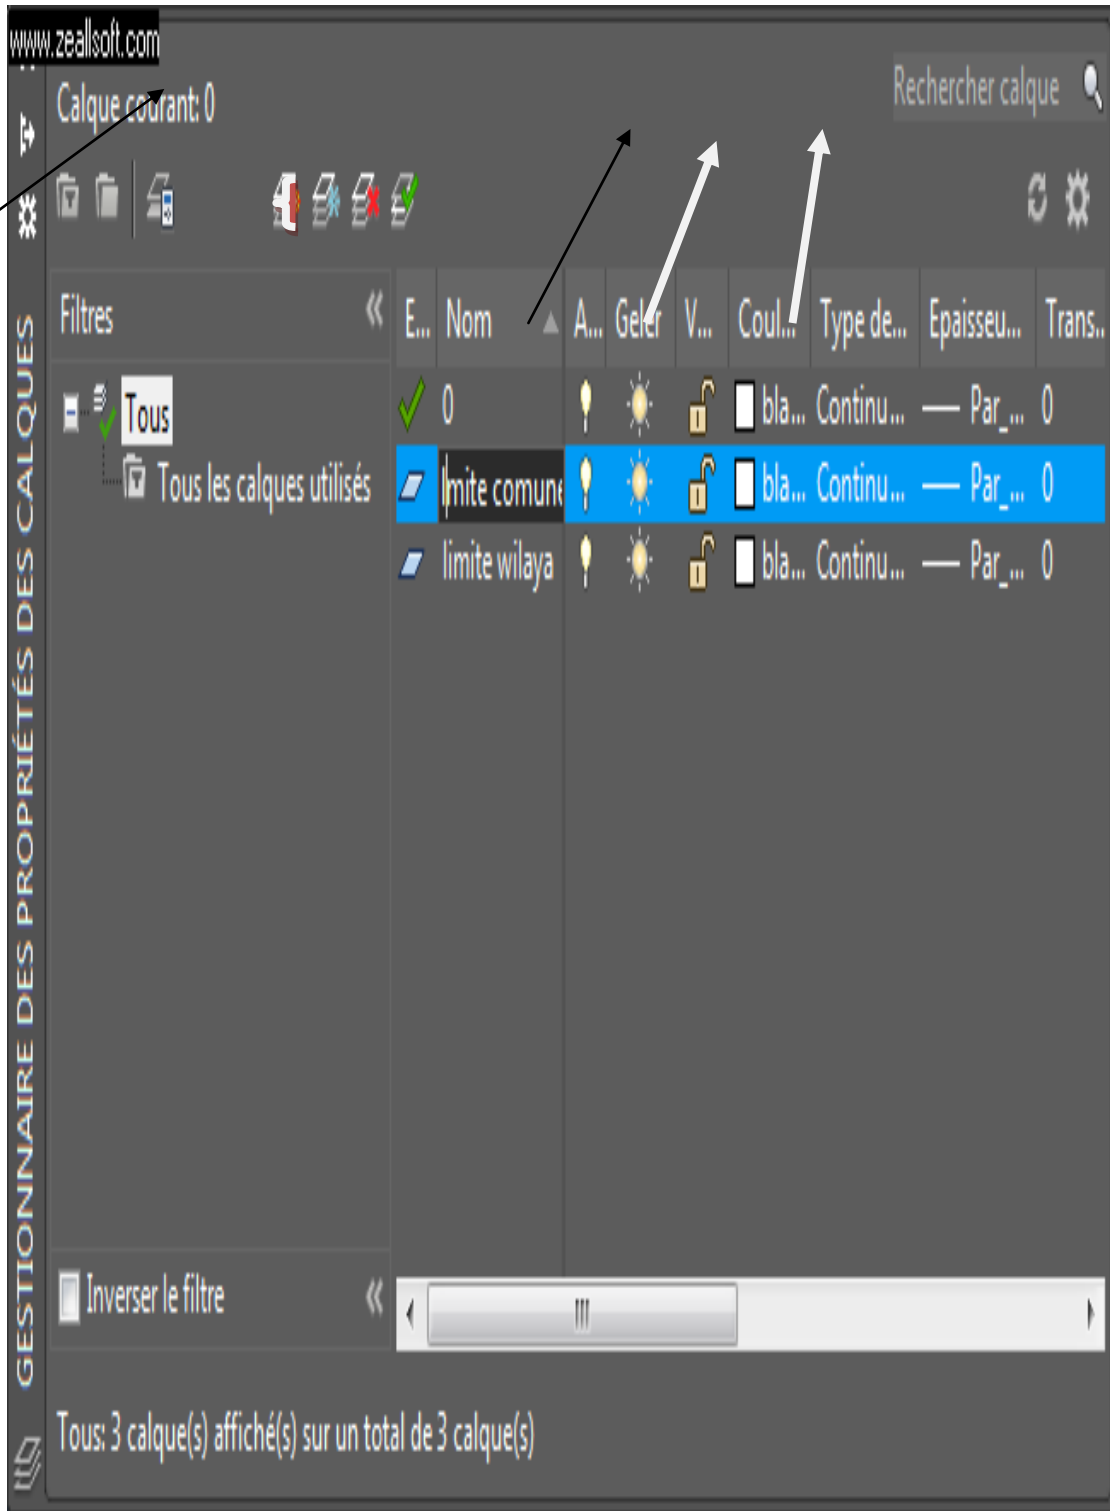 www.zeallsoft.com
Calque courant: 0
Rechercher calque
Filtres
E... Nom A... Geler V... Coul... Type de... Epaisseu... Trans..
Tous
Tous les calques utilisés
0 bla... Continu... Par_... 0
lmite comune bla... Continu... Par_... 0
limite wilaya bla... Continu... Par_... 0
Inverser le filtre
Tous: 3 calque(s) affiché(s) sur un total de 3 calque(s)
GESTIONNAIRE DES PROPRIÉTÉS DES CALQUES